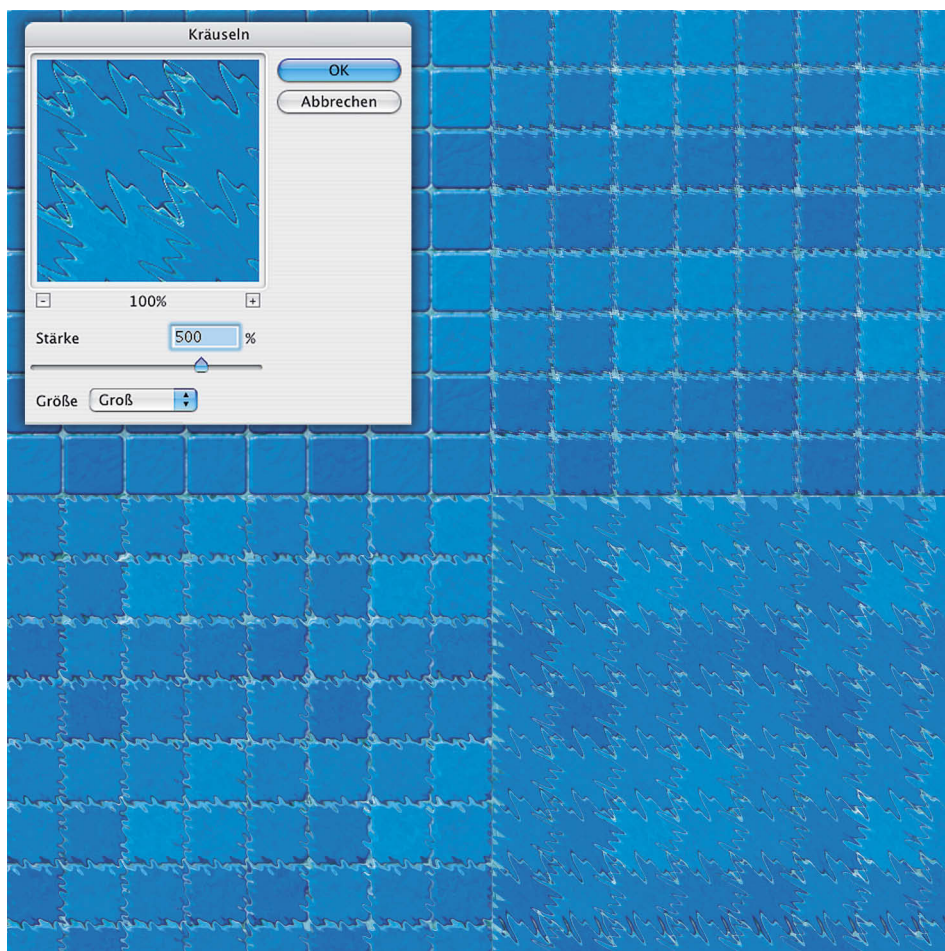 Kräuseln
OK
Abbrechen
- 100% +
Stärke 500 %
Größe Groß